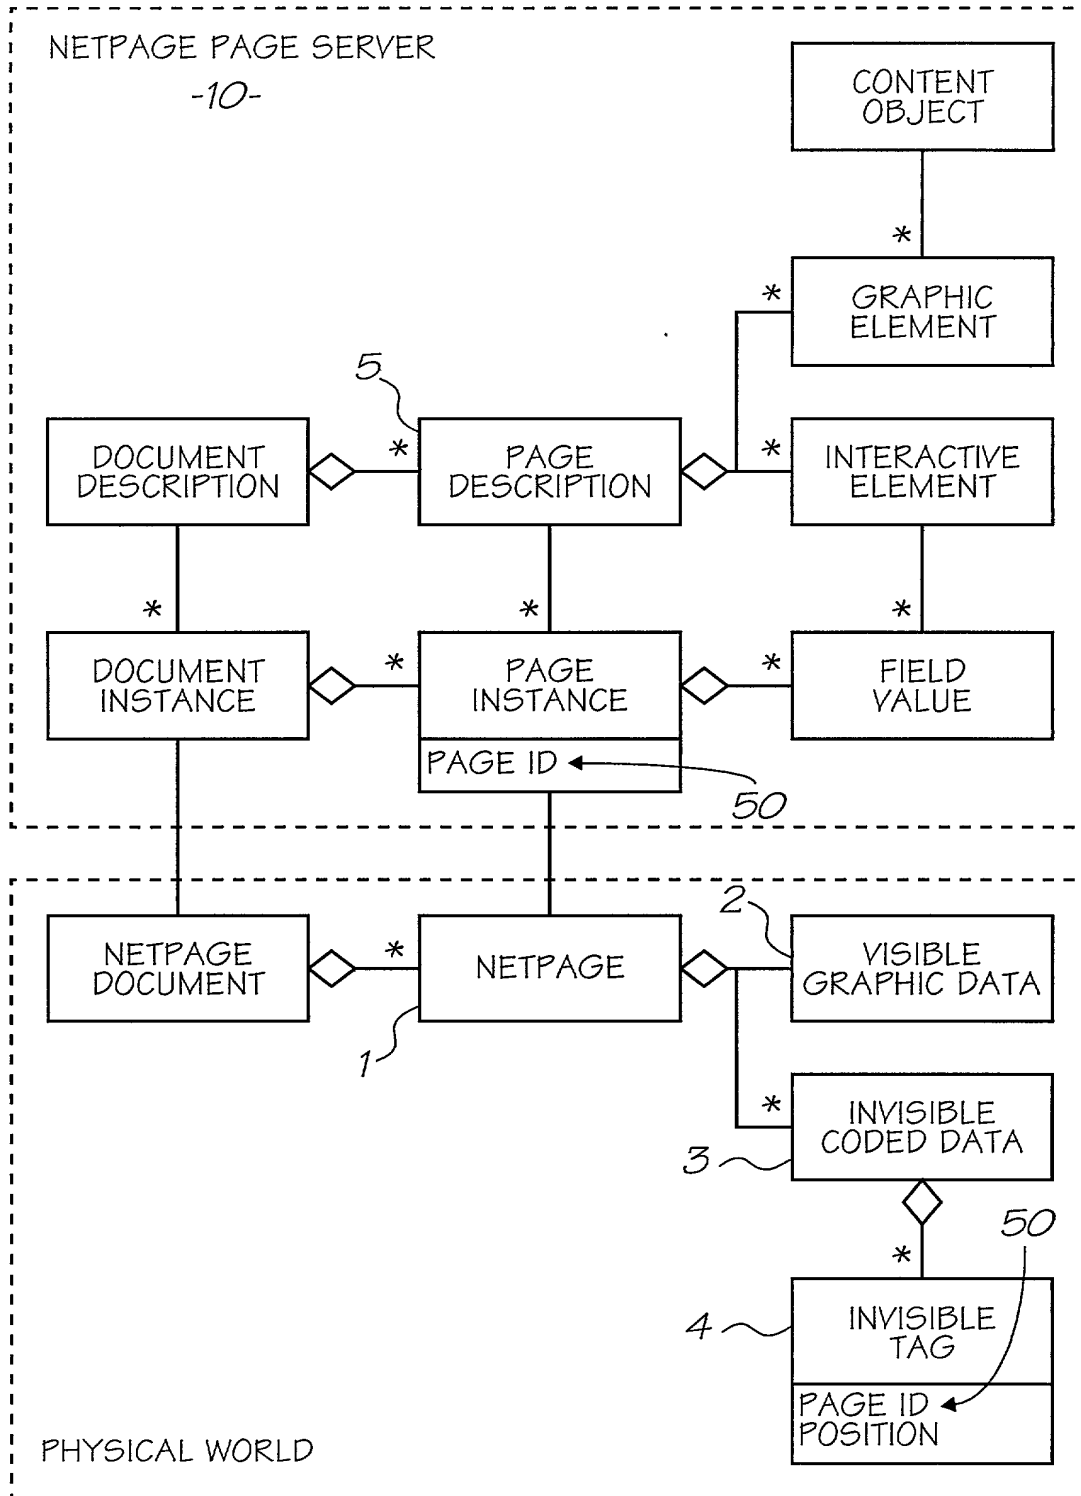 NETPAGE PAGE SERVER
-10-
CONTENT
OBJECT
*
GRAPHIC
ELEMENT
*
5
DOCUMENT
DESCRIPTION
*
PAGE
DESCRIPTION
*
INTERACTIVE
ELEMENT
*
*
*
DOCUMENT
INSTANCE
*
PAGE
INSTANCE
*
FIELD
VALUE
PAGE ID
50
NETPAGE
DOCUMENT
*
NETPAGE
1
2
VISIBLE
GRAPHIC DATA
*
INVISIBLE
CODED DATA
3
*
50
4
INVISIBLE
TAG
PAGE ID
POSITION
PHYSICAL WORLD